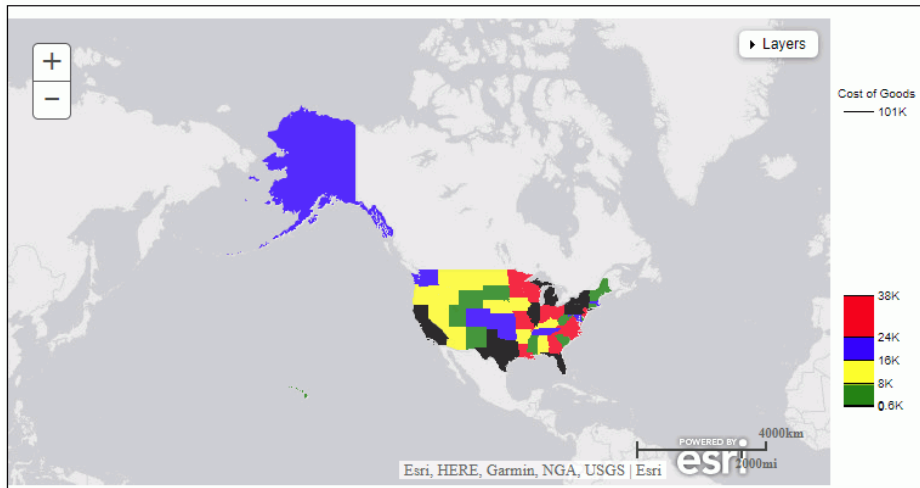 +
−
Layers
Cost of Goods
101K
38K
24K
16K
8K
0.6K
4000km
2000mi
POWERED BY
esri
Esri, HERE, Garmin, NGA, USGS | Esri